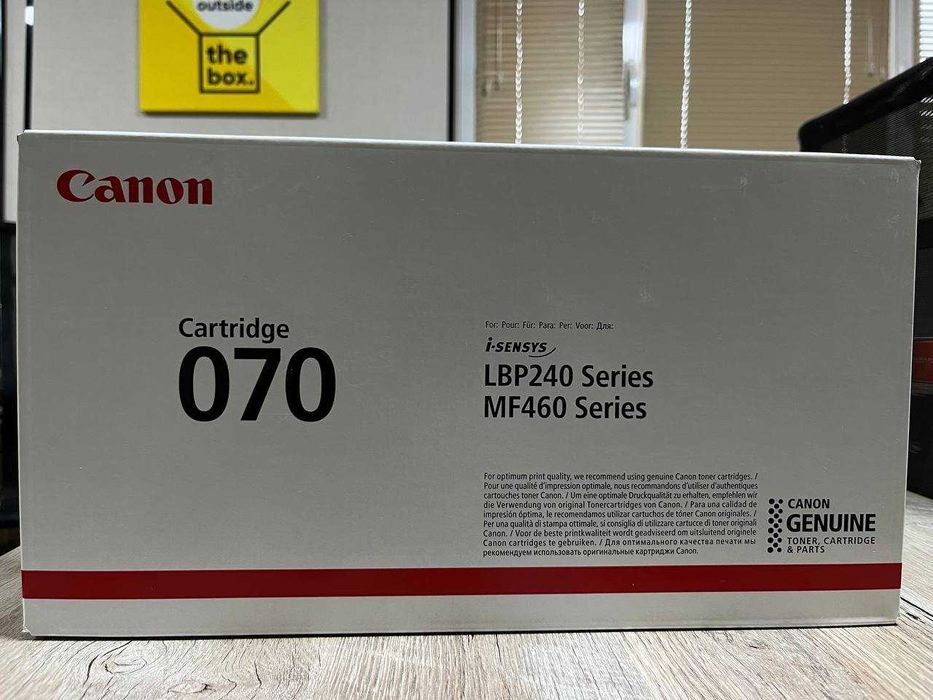 outside
the
box.
Canon
Cartridge
070
For: Pour: Für: Para: Per: Voor: Для:
i-SENSYS
LBP240 Series
MF460 Series
For optimum print quality, we recommend using genuine Canon toner cartridges. /
Pour une qualité d'impression optimale, nous recommandons d'utiliser d'authentiques
cartouches toner Canon. / Um eine optimale Druckqualität zu erhalten, empfehlen wir
die Verwendung von original Tonercartridges von Canon. / Para una calidad de
impresión óptima, le recomendamos utilizar cartuchos de tóner Canon originales. /
Per una qualità di stampa ottimale, si consiglia di utilizzare cartucce di toner originali
Canon. / Voor de beste printkwaliteit wordt geadviseerd om uitsluitend originele
Canon cartridges te gebruiken. / Для оптимального качества печати мы
рекомендуем использовать оригинальные картриджи Canon.
CANON
GENUINE
TONER, CARTRIDGE
& PARTS